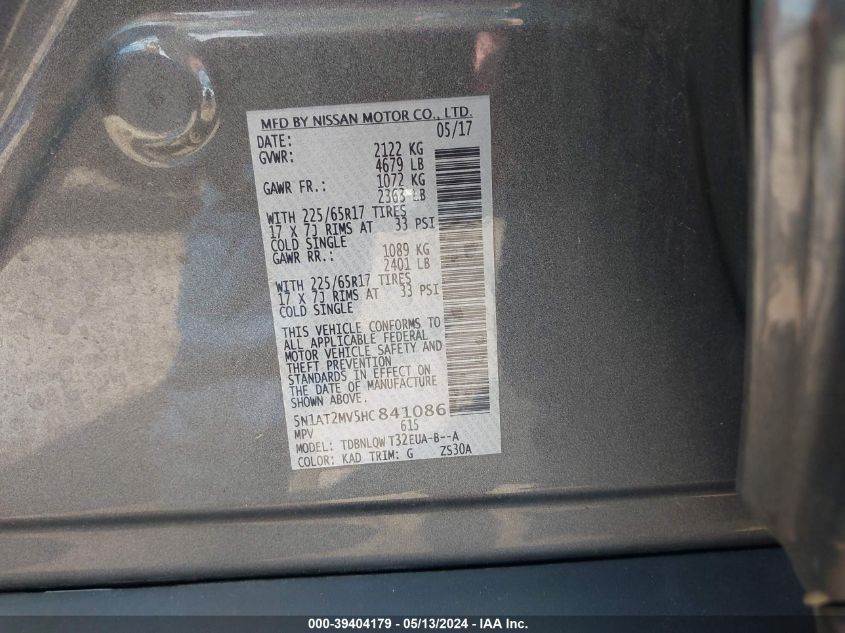 MFD BY NISSAN MOTOR CO., LTD.
DATE: 05/17
GVWR: 2122 KG
4679 LB
GAWR FR.: 1072 KG
2363 LB
WITH 225/65R17 TIRES
17 X 7J RIMS AT 33 PSI
COLD SINGLE
GAWR RR.: 1089 KG
2401 LB
WITH 225/65R17 TIRES
17 X 7J RIMS AT 33 PSI
COLD SINGLE
THIS VEHICLE CONFORMS TO
ALL APPLICABLE FEDERAL
MOTOR VEHICLE SAFETY AND
THEFT PREVENTION
STANDARDS IN EFFECT ON
THE DATE OF MANUFACTURE
SHOWN ABOVE.
5N1AT2MV5HC 841086
MPV 615
MODEL: TDBNLQW T32EUA-B--A
COLOR: KAD TRIM: G ZS30A
000-39404179 - 05/13/2024 - IAA Inc.